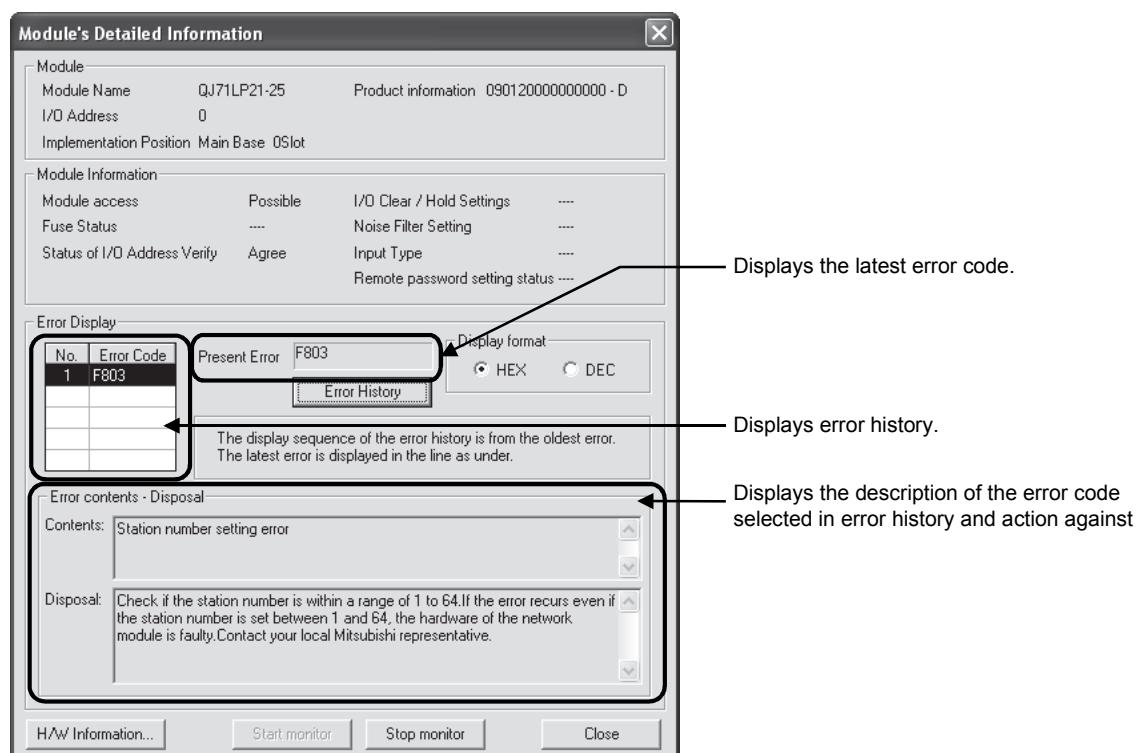 Module's Detailed Information
Module
Module Name QJ71LP21-25 Product information 090120000000000 - D
I/O Address 0
Implementation Position Main Base 0Slot
Module Information
Module access Possible I/O Clear / Hold Settings ----
Fuse Status ---- Noise Filter Setting ----
Status of I/O Address Verify Agree Input Type ----
Remote password setting status ----
Displays the latest error code.
Error Display
No. Error Code
1 F803
Present Error F803
Display format
HEX DEC
Error History
The display sequence of the error history is from the oldest error.
The latest error is displayed in the line as under.
Displays error history.
Error contents - Disposal
Contents: Station number setting error
Disposal: Check if the station number is within a range of 1 to 64.If the error recurs even if
the station number is set between 1 and 64, the hardware of the network
module is faulty.Contact your local Mitsubishi representative.
Displays the description of the error code
selected in error history and action against
H/W Information... Start monitor Stop monitor Close